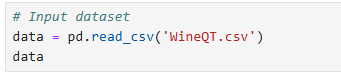 # Input dataset
data = pd.read_csv('WineQT.csv')
data